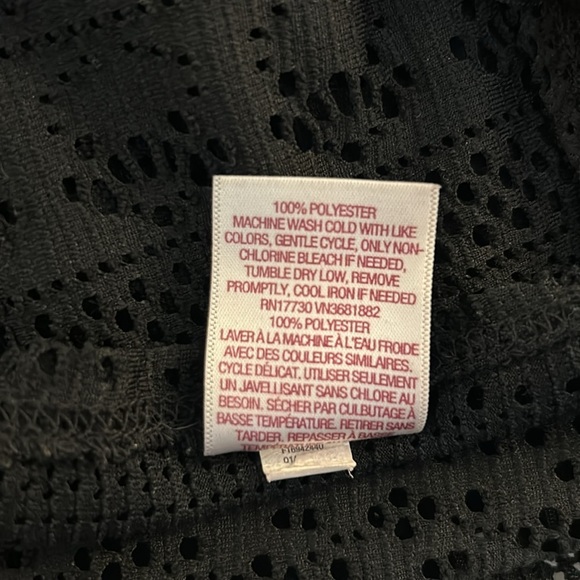 100% POLYESTER
MACHINE WASH COLD WITH LIKE
COLORS, GENTLE CYCLE, ONLY NON-
CHLORINE BLEACH IF NEEDED,
TUMBLE DRY LOW, REMOVE
PROMPTLY, COOL IRON IF NEEDED
RN17730 VN3681882
100% POLYESTER
LAVER À LA MACHINE À L'EAU FROIDE
AVEC DES COULEURS SIMILAIRES.
CYCLE DÉLICAT. UTILISER SEULEMENT
UN JAVELLISANT SANS CHLORE AU
BESOIN. SÉCHER PAR CULBUTAGE À
BASSE TEMPÉRATURE. RETIRER SANS
TARDER. REPASSER À BASSE